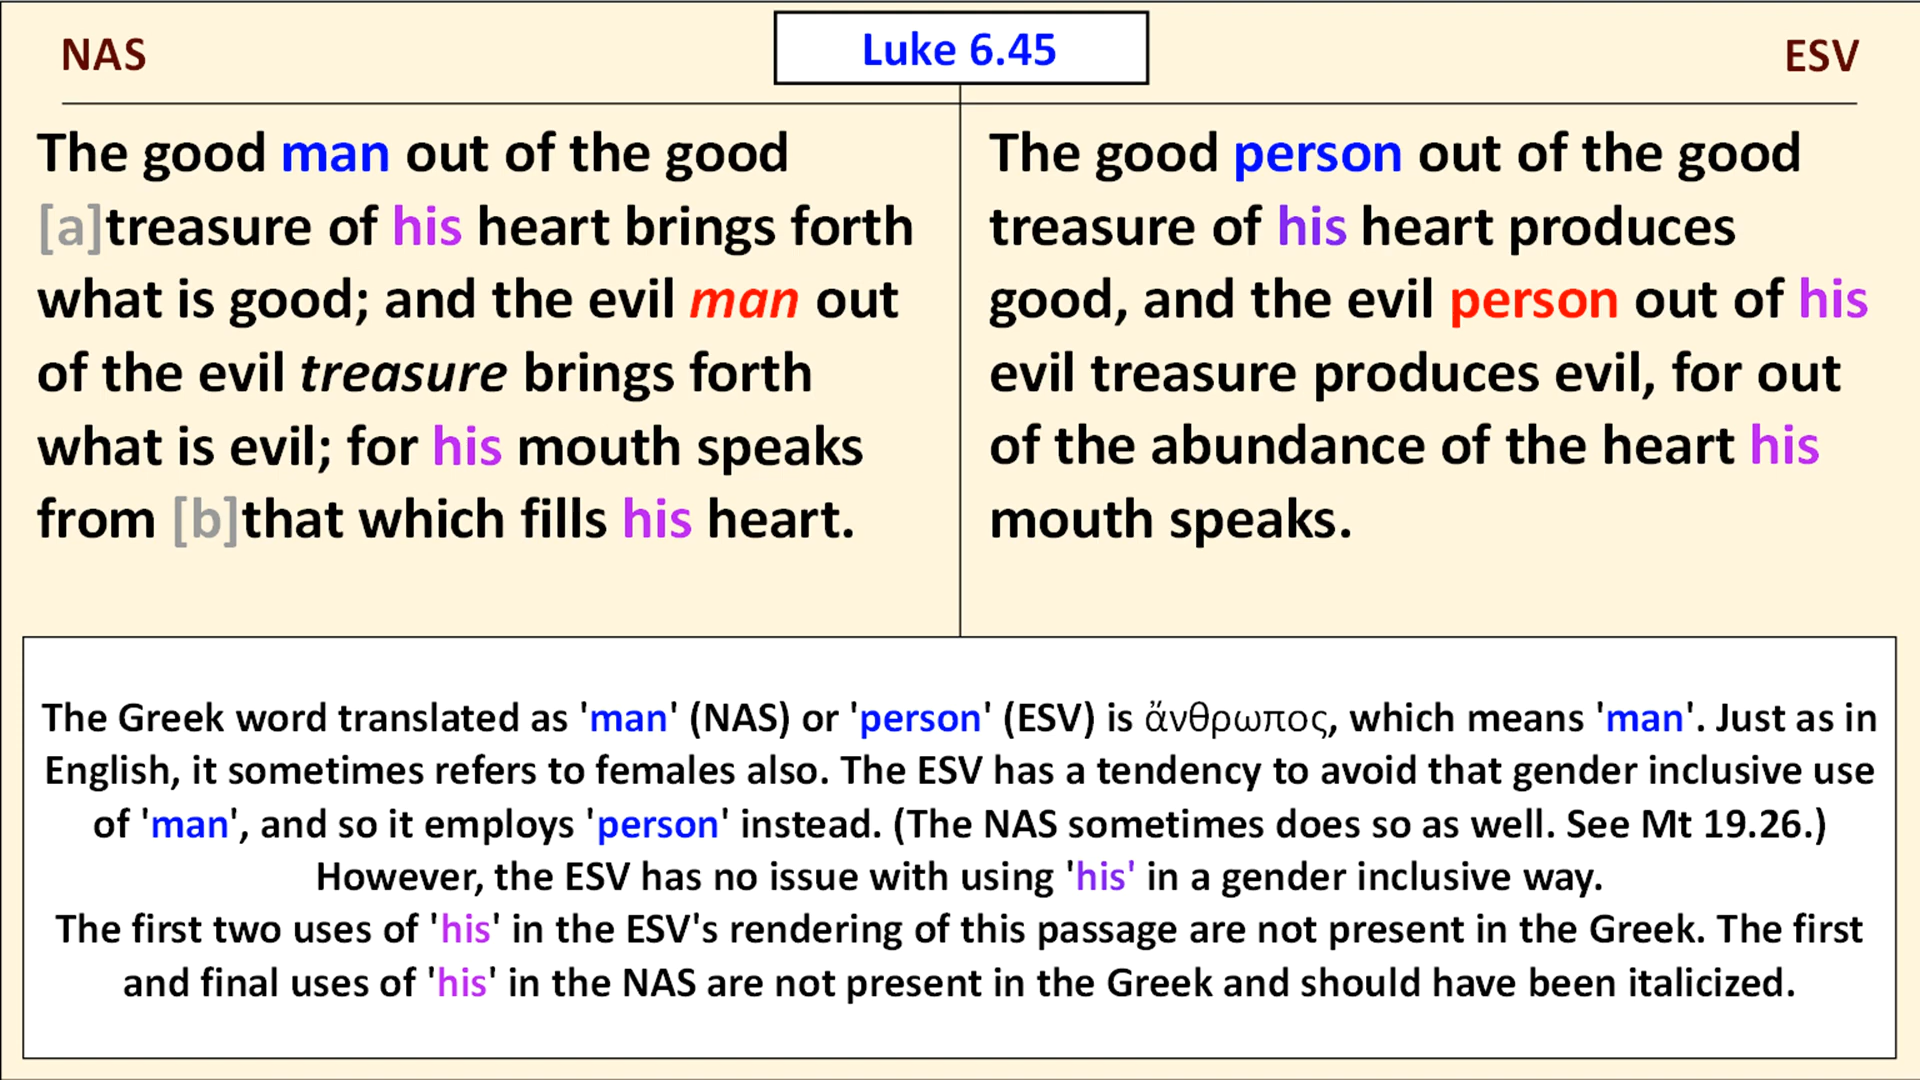 NAS
Luke 6.45
ESV
The good man out of the good
[a]treasure of his heart brings forth
what is good; and the evil man out
of the evil treasure brings forth
what is evil; for his mouth speaks
from [b]that which fills his heart.
The good person out of the good
treasure of his heart produces
good, and the evil person out of his
evil treasure produces evil, for out
of the abundance of the heart his
mouth speaks.
The Greek word translated as 'man' (NAS) or 'person' (ESV) is ἄνθρωπος, which means 'man'. Just as in
English, it sometimes refers to females also. The ESV has a tendency to avoid that gender inclusive use
of 'man', and so it employs 'person' instead. (The NAS sometimes does so as well. See Mt 19.26.)
However, the ESV has no issue with using 'his' in a gender inclusive way.
The first two uses of 'his' in the ESV's rendering of this passage are not present in the Greek. The first
and final uses of 'his' in the NAS are not present in the Greek and should have been italicized.